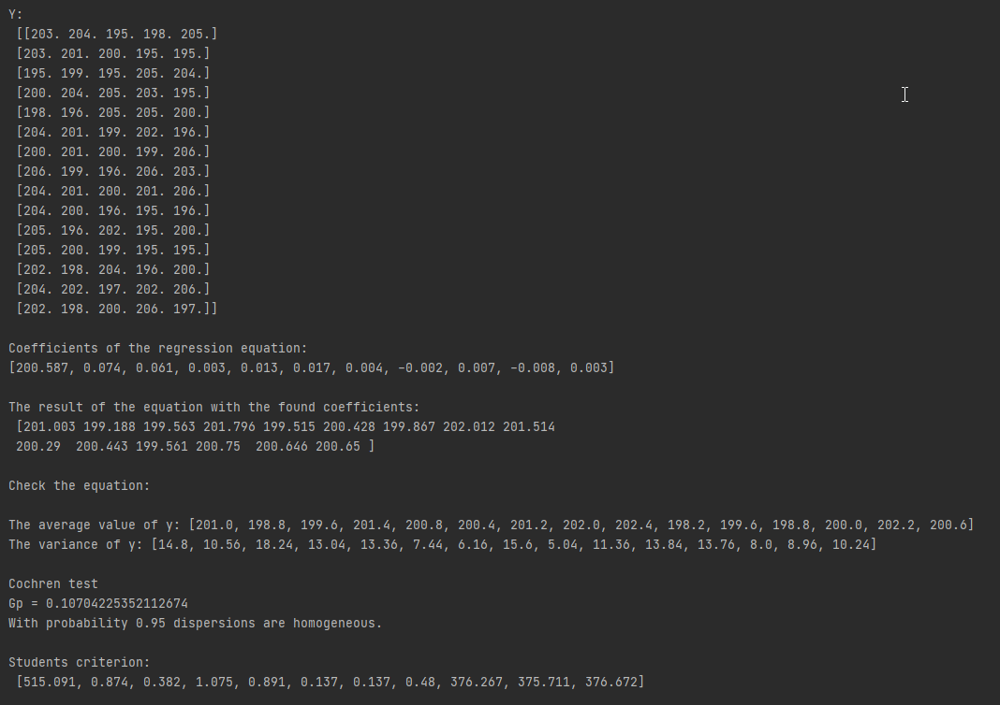 Y:
[[203. 204. 195. 198. 205.]
[203. 201. 200. 195. 195.]
[195. 199. 195. 205. 204.]
[200. 204. 205. 203. 195.]
[198. 196. 205. 205. 200.]
[204. 201. 199. 202. 196.]
[200. 201. 200. 199. 206.]
[206. 199. 196. 206. 203.]
[204. 201. 200. 201. 206.]
[204. 200. 196. 195. 196.]
[205. 196. 202. 195. 200.]
[205. 200. 199. 195. 195.]
[202. 198. 204. 196. 200.]
[204. 202. 197. 202. 206.]
[202. 198. 200. 206. 197.]]
Coefficients of the regression equation:
[200.587, 0.074, 0.061, 0.003, 0.013, 0.017, 0.004, -0.002, 0.007, -0.008, 0.003]
The result of the equation with the found coefficients:
[201.003 199.188 199.563 201.796 199.515 200.428 199.867 202.012 201.514
200.29  200.443 199.561 200.75  200.646 200.65 ]
Check the equation:
The average value of y: [201.0, 198.8, 199.6, 201.4, 200.8, 200.4, 201.2, 202.0, 202.4, 198.2, 199.6, 198.8, 200.0, 202.2, 200.6]
The variance of y: [14.8, 10.56, 18.24, 13.04, 13.36, 7.44, 6.16, 15.6, 5.04, 11.36, 13.84, 13.76, 8.0, 8.96, 10.24]
Cochren test
Gp = 0.10704225352112674
With probability 0.95 dispersions are homogeneous.
Students criterion:
[515.091, 0.874, 0.382, 1.075, 0.891, 0.137, 0.137, 0.48, 376.267, 375.711, 376.672]